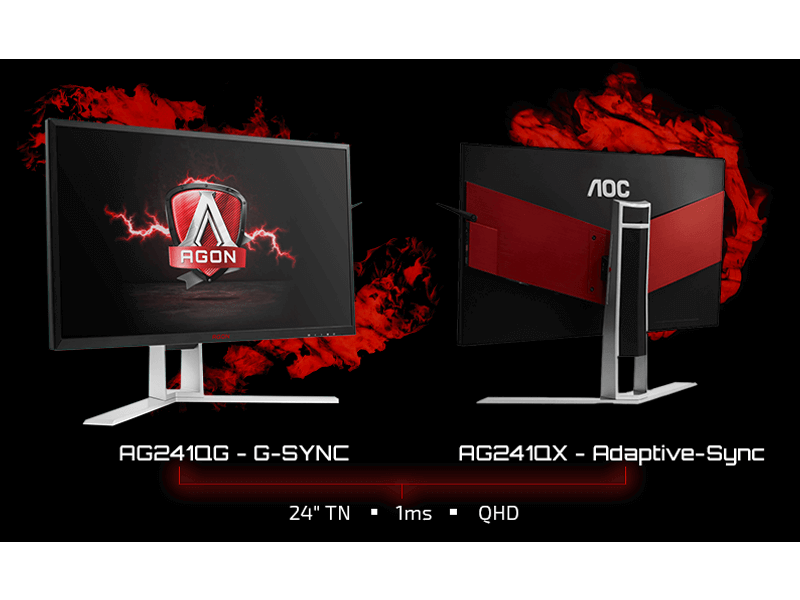 AGON
AOC
AG241QG - G-SYNC
AG241QX - Adaptive-Sync
24" TN ▪ 1ms ▪ QHD